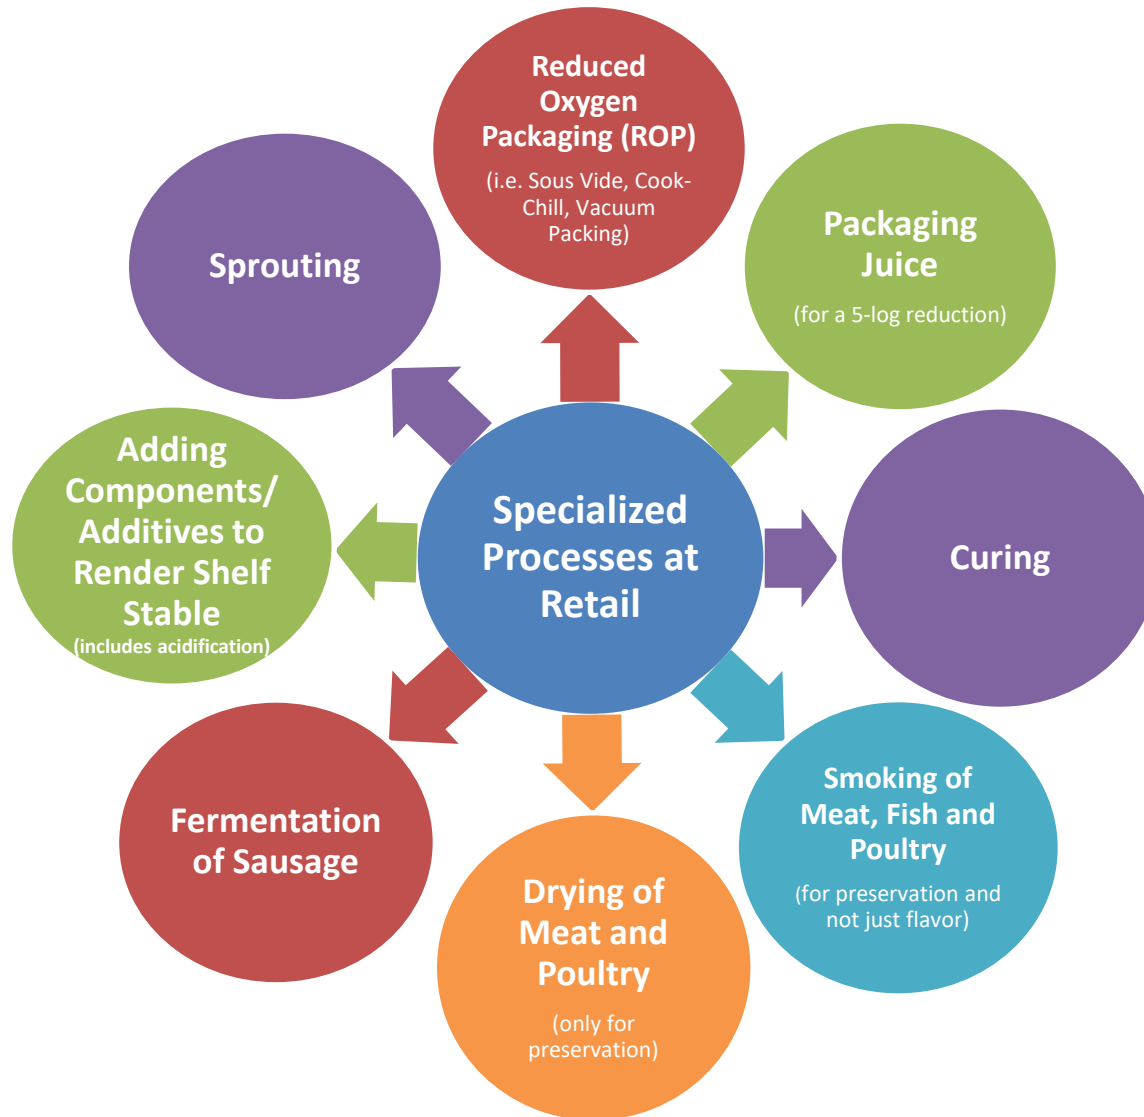 Reduced
Oxygen
Packaging (ROP)
(i.e. Sous Vide, Cook-
Chill, Vacuum
Packing)
Packaging
Juice
(for a 5-log reduction)
Curing
Smoking of
Meat, Fish and
Poultry
(for preservation and
not just flavor)
Drying of
Meat and
Poultry
(only for
preservation)
Fermentation
of Sausage
Adding
Components/
Additives to
Render Shelf
Stable
(includes acidification)
Sprouting
Specialized
Processes at
Retail